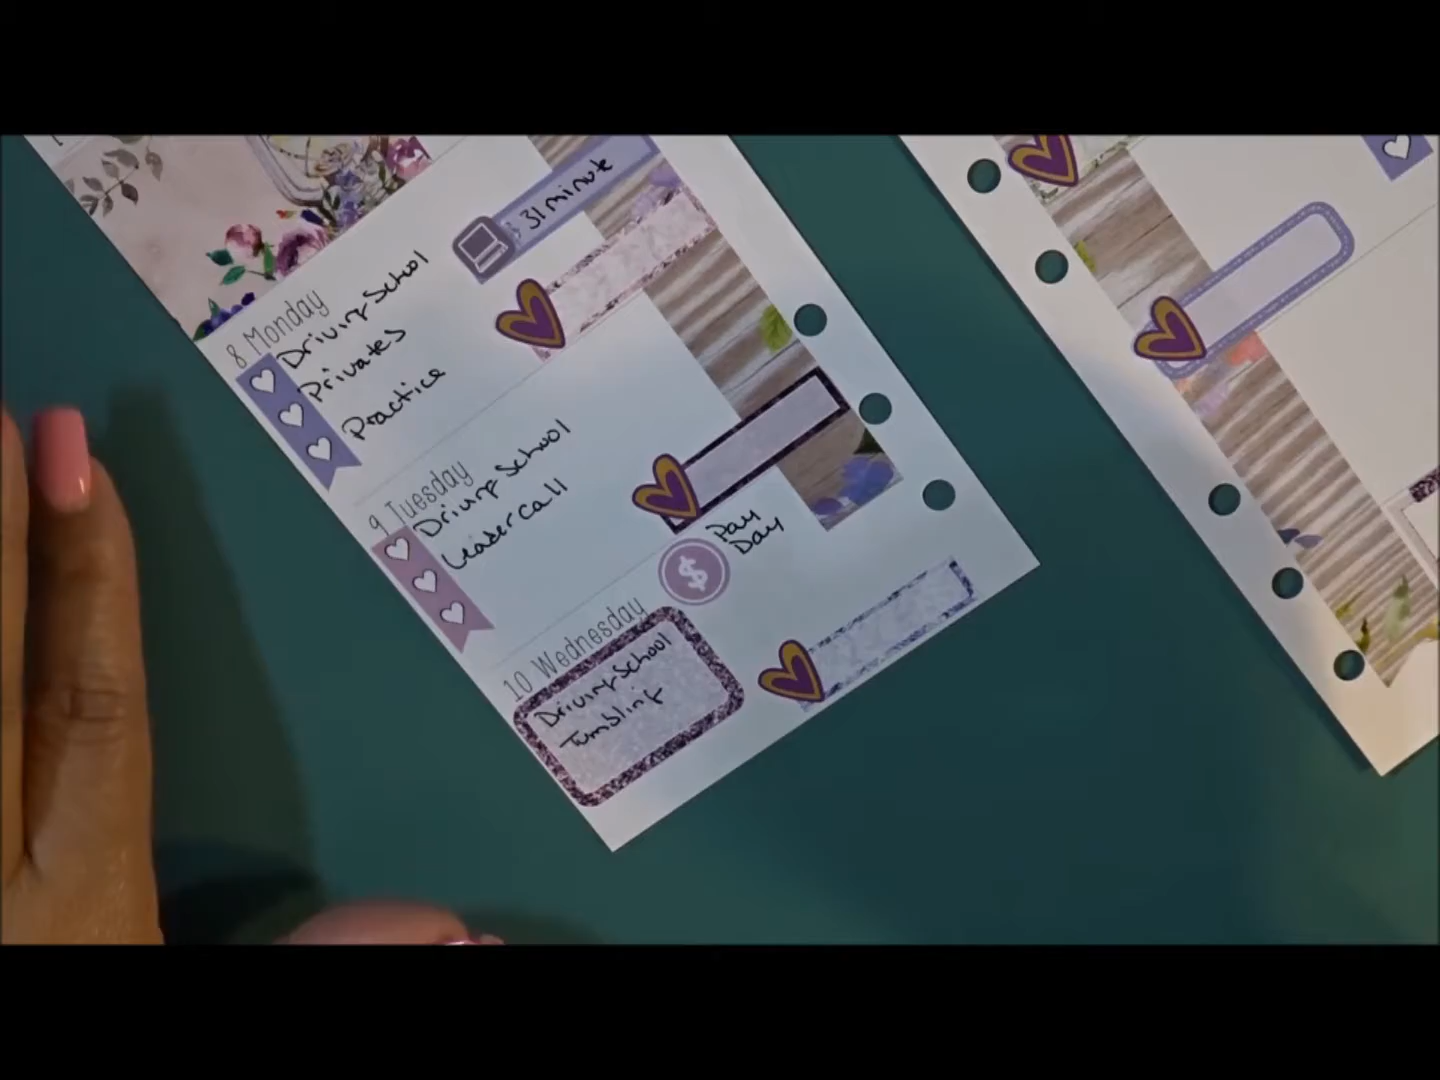 31 minute
8 Monday
Driving School
Privates
Practice
9 Tuesday
Driving School
Leader Call
$
Pay
Day
10 Wednesday
Driving School
Tumbling